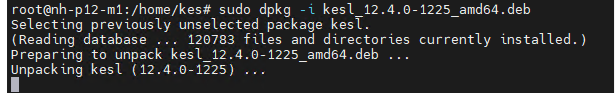 root@nh-p12-m1:/home/kes# sudo dpkg -i kesl_12.4.0-1225_amd64.deb
Selecting previously unselected package kesl.
(Reading database ... 120783 files and directories currently installed.)
Preparing to unpack kesl_12.4.0-1225_amd64.deb ...
Unpacking kesl (12.4.0-1225) ...